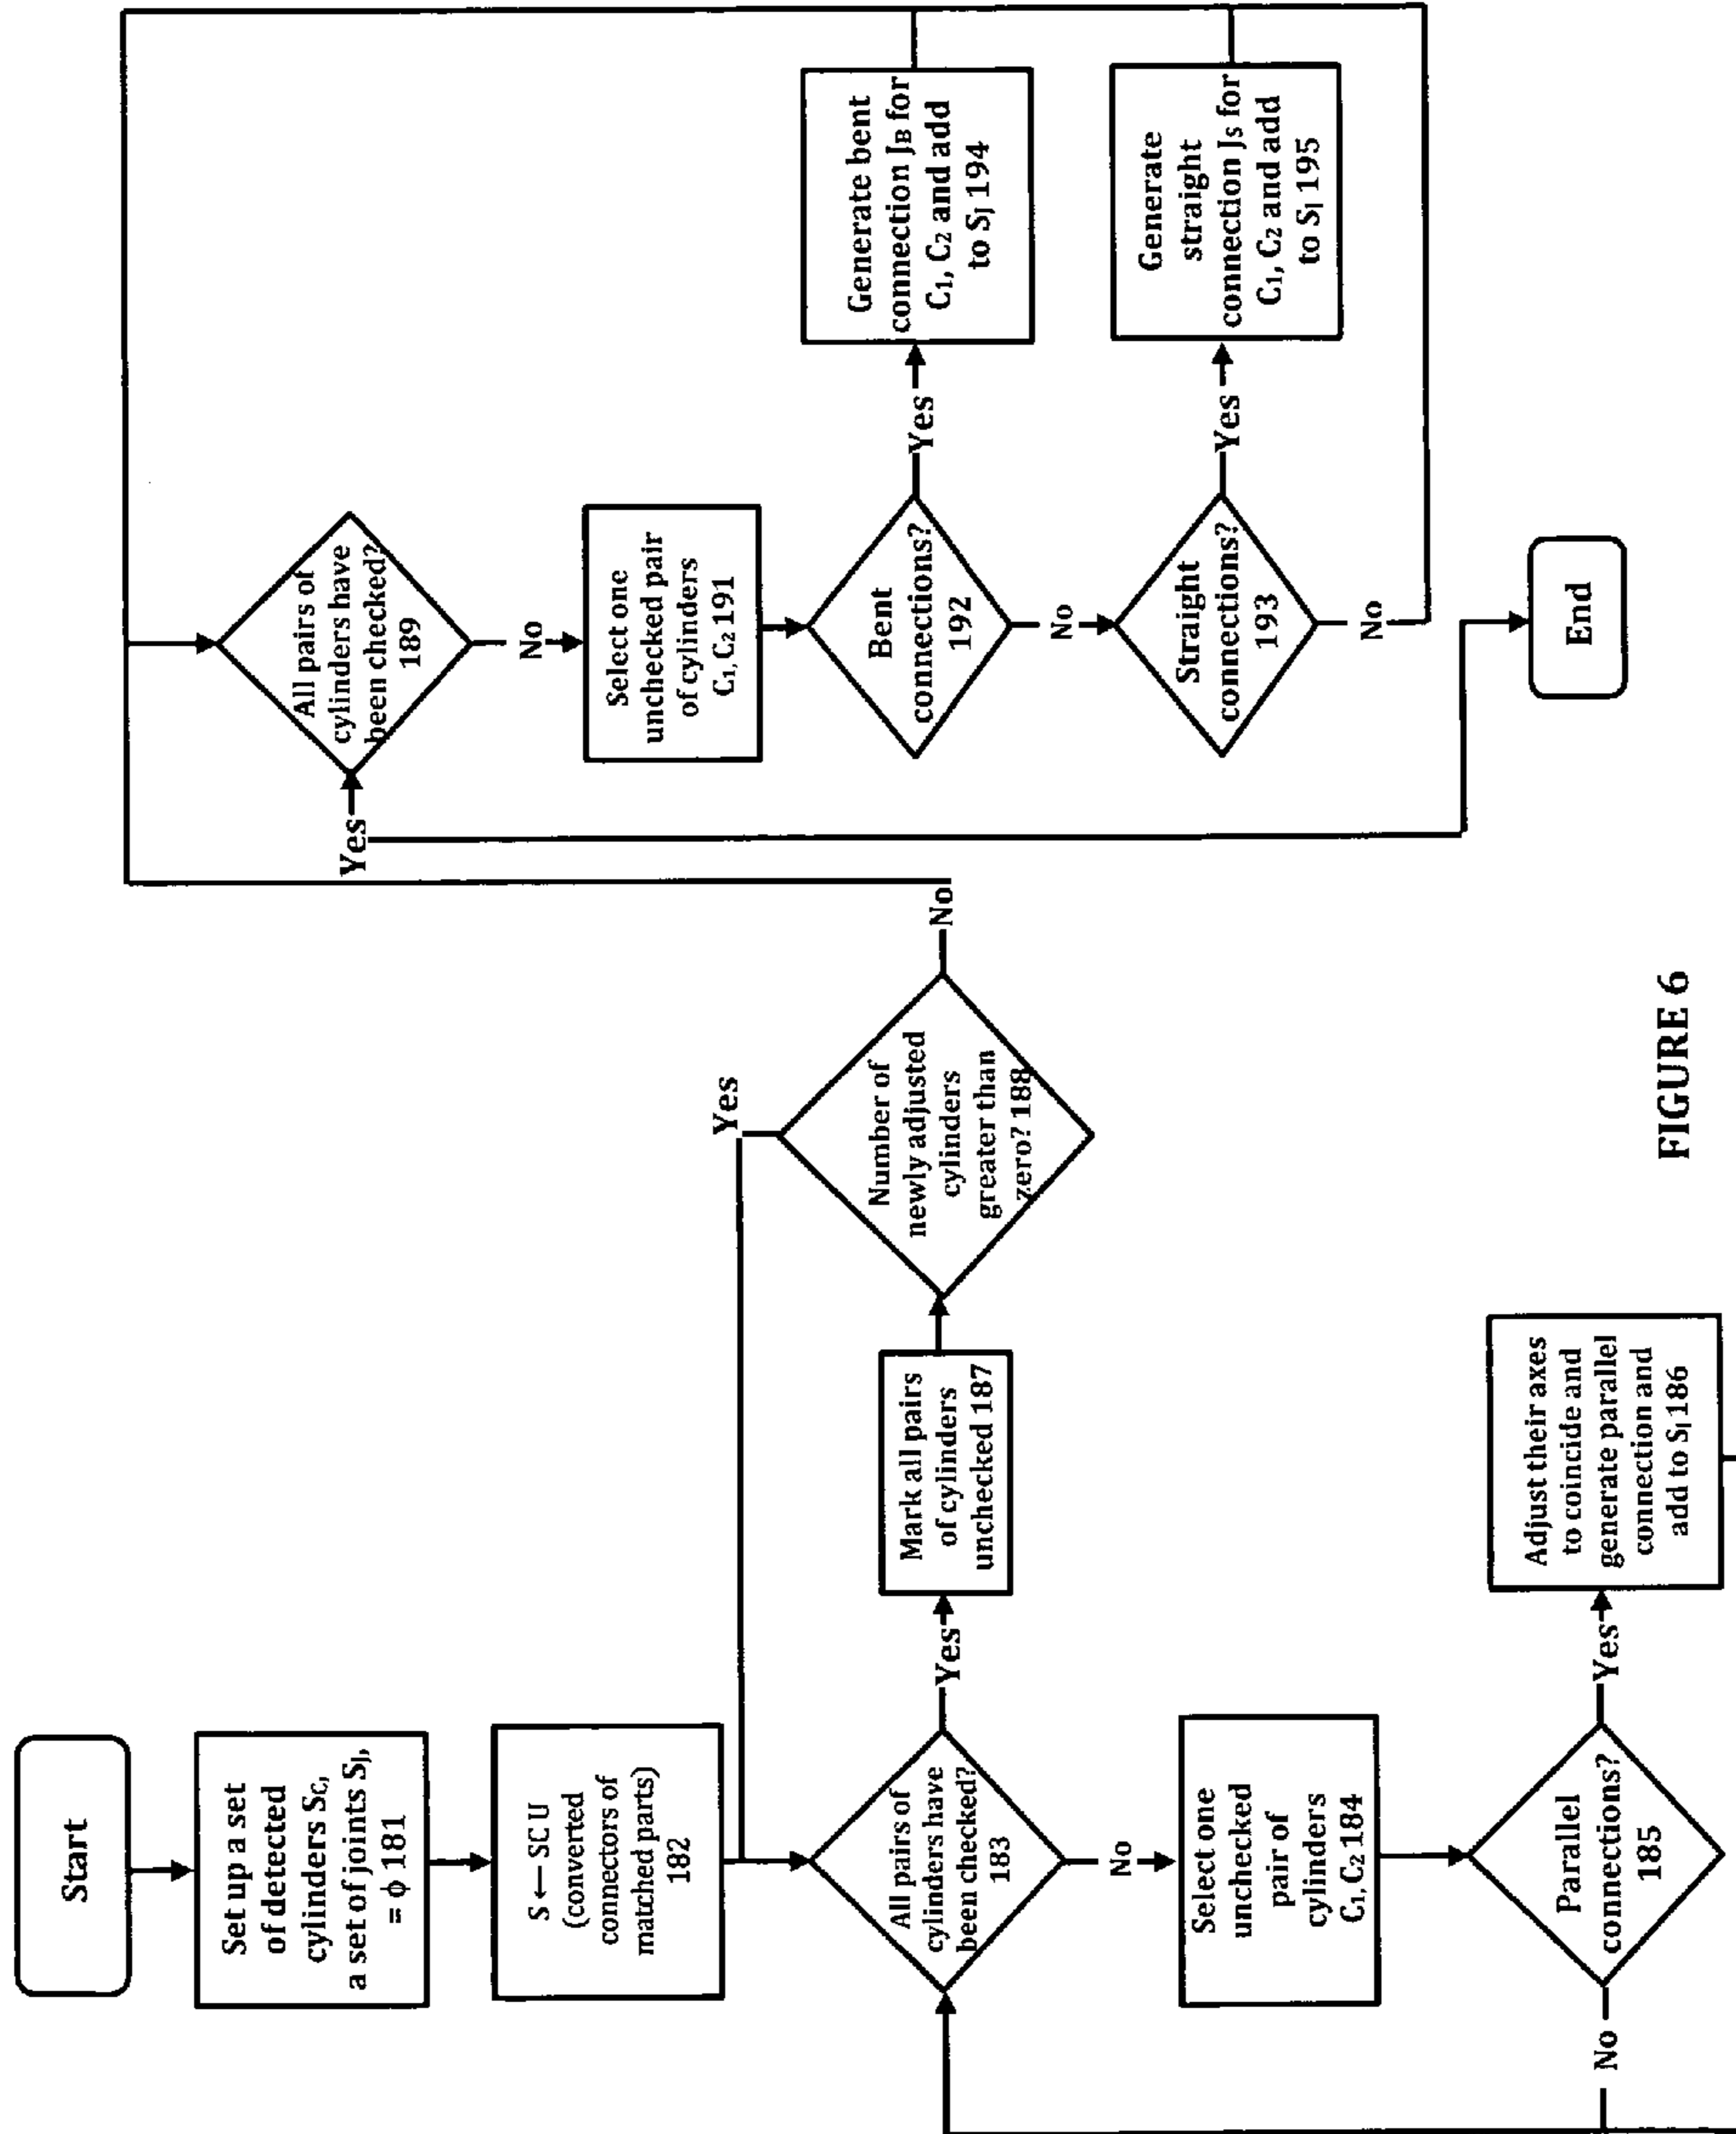 Start
Set up a set
of detected
cylinders SC,
a set of joints SJ,
= ϕ 181
S ← SC U
(converted
connectors of
matched parts)
182
All pairs of
cylinders have
been checked?
183
No
Yes
Select one
unchecked
pair of
cylinders
C1, C2 184
Parallel
connections?
185
No
Yes
Adjust their axes
to coincide and
generate parallel
connection and
add to SJ 186
Mark all pairs
of cylinders
unchecked 187
Number of
newly adjusted
cylinders
greater than
zero? 188
Yes
No
All pairs of
cylinders have
been checked?
189
Yes
No
Select one
unchecked pair
of cylinders
C1, C2 191
Bent
connections?
192
Yes
No
Generate bent
connection JB for
C1, C2 and add
to SJ 194
Straight
connections?
193
Yes
No
Generate
straight
connection JS for
C1, C2 and add
to SJ 195
End
FIGURE 6